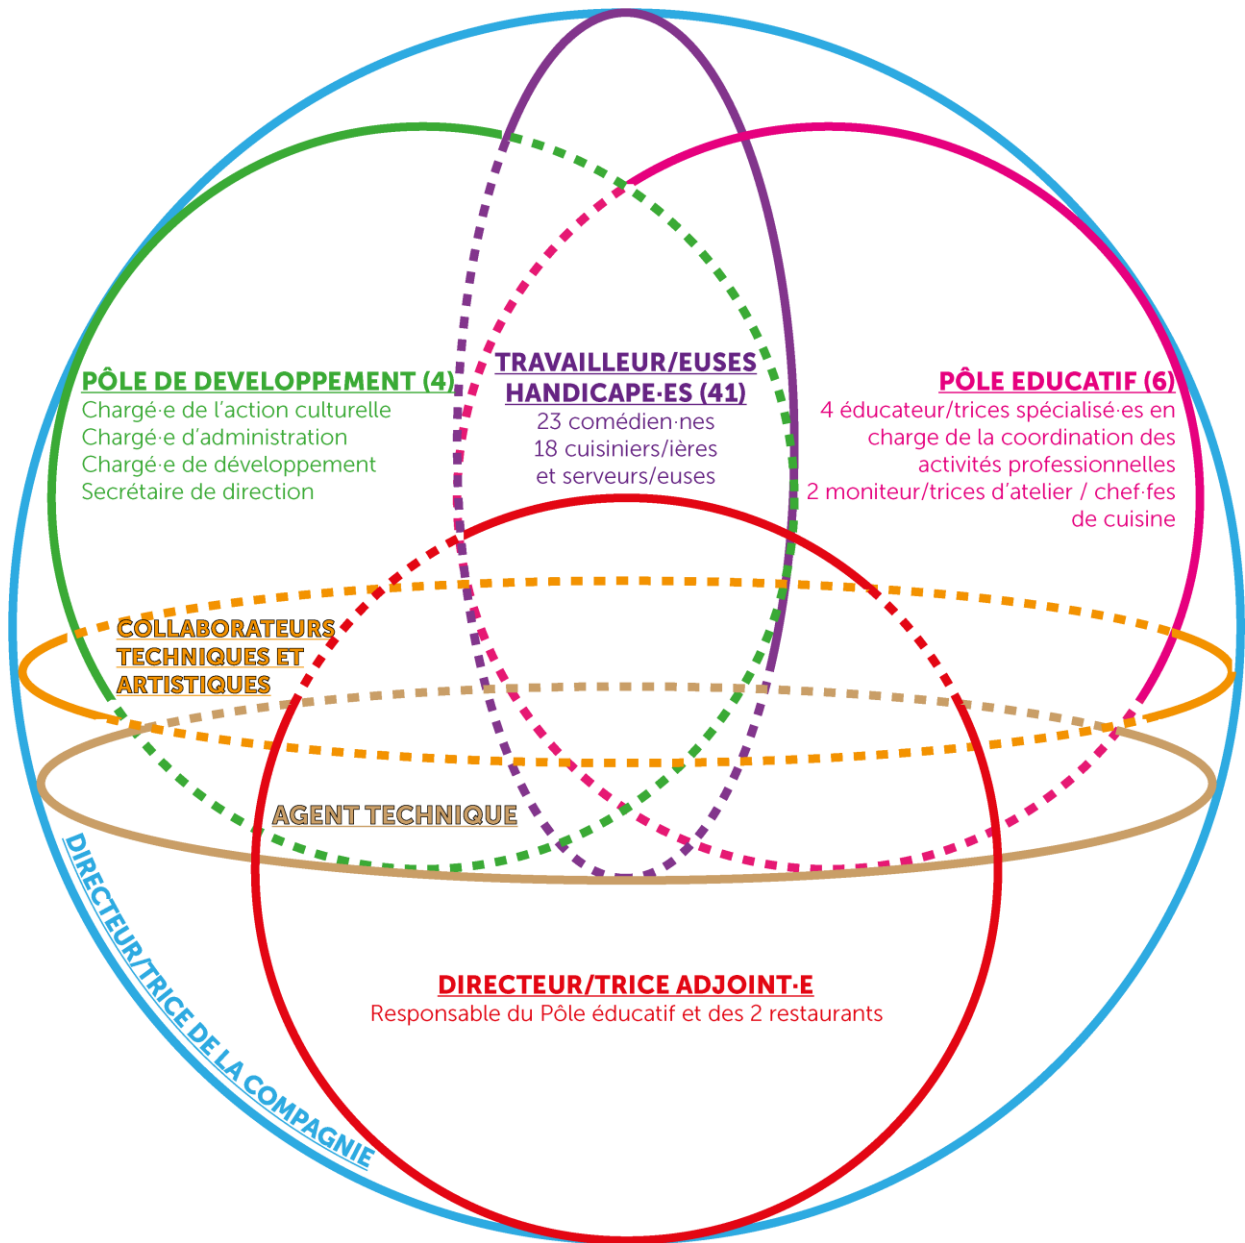 PÔLE DE DEVELOPPEMENT (4)
Chargé·e de l'action culturelle
Chargé·e d'administration
Chargé·e de développement
Secrétaire de direction
TRAVAILLEUR/EUSES
HANDICAPE·ES (41)
23 comédien·nes
18 cuisiniers/ières
et serveurs/euses
PÔLE EDUCATIF (6)
4 éducateur/trices spécialisé·es en
charge de la coordination des
activités professionnelles
2 moniteur/trices d'atelier / chef·fes
de cuisine
COLLABORATEURS
TECHNIQUES ET
ARTISTIQUES
AGENT TECHNIQUE
DIRECTEUR/TRICE DE LA COMPAGNIE
DIRECTEUR/TRICE ADJOINT·E
Responsable du Pôle éducatif et des 2 restaurants